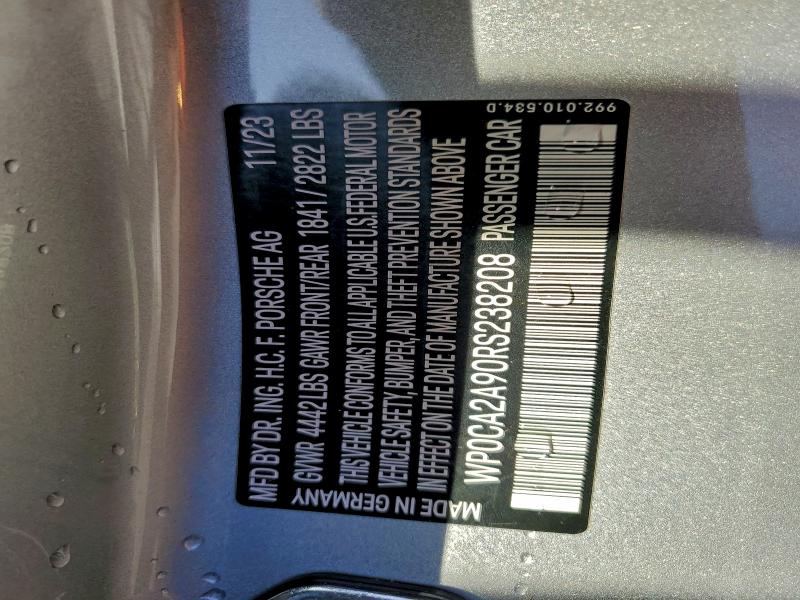 MFD BY DR. ING. H.C. F. PORSCHE AG 11/23
GVWR 4442 LBS GAWR FRONT/REAR 1841 / 2822 LBS
THIS VEHICLE CONFORMS TO ALL APPLICABLE U.S. FEDERAL MOTOR
VEHICLE SAFETY, BUMPER, AND THEFT PREVENTION STANDARDS
IN EFFECT ON THE DATE OF MANUFACTURE SHOWN ABOVE
WP0CA2A90RS238208 PASSENGER CAR
MADE IN GERMANY
992.010.534.D